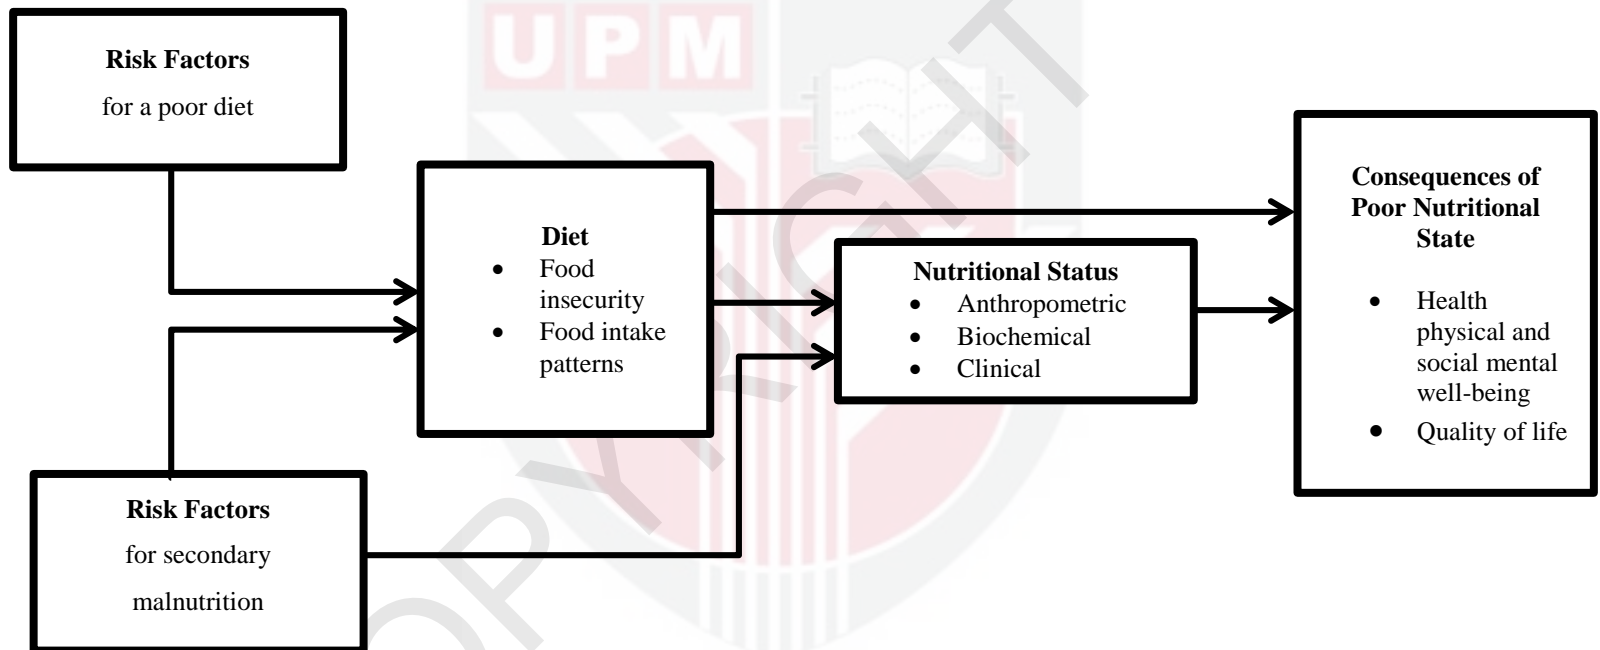 UPM
Risk Factors
for a poor diet
Diet
• Food
insecurity
• Food intake
patterns
Nutritional Status
• Anthropometric
• Biochemical
• Clinical
Consequences of
Poor Nutritional
State
• Health
physical and
social mental
well-being
• Quality of life
Risk Factors
for secondary
malnutrition
COPYRIGHT